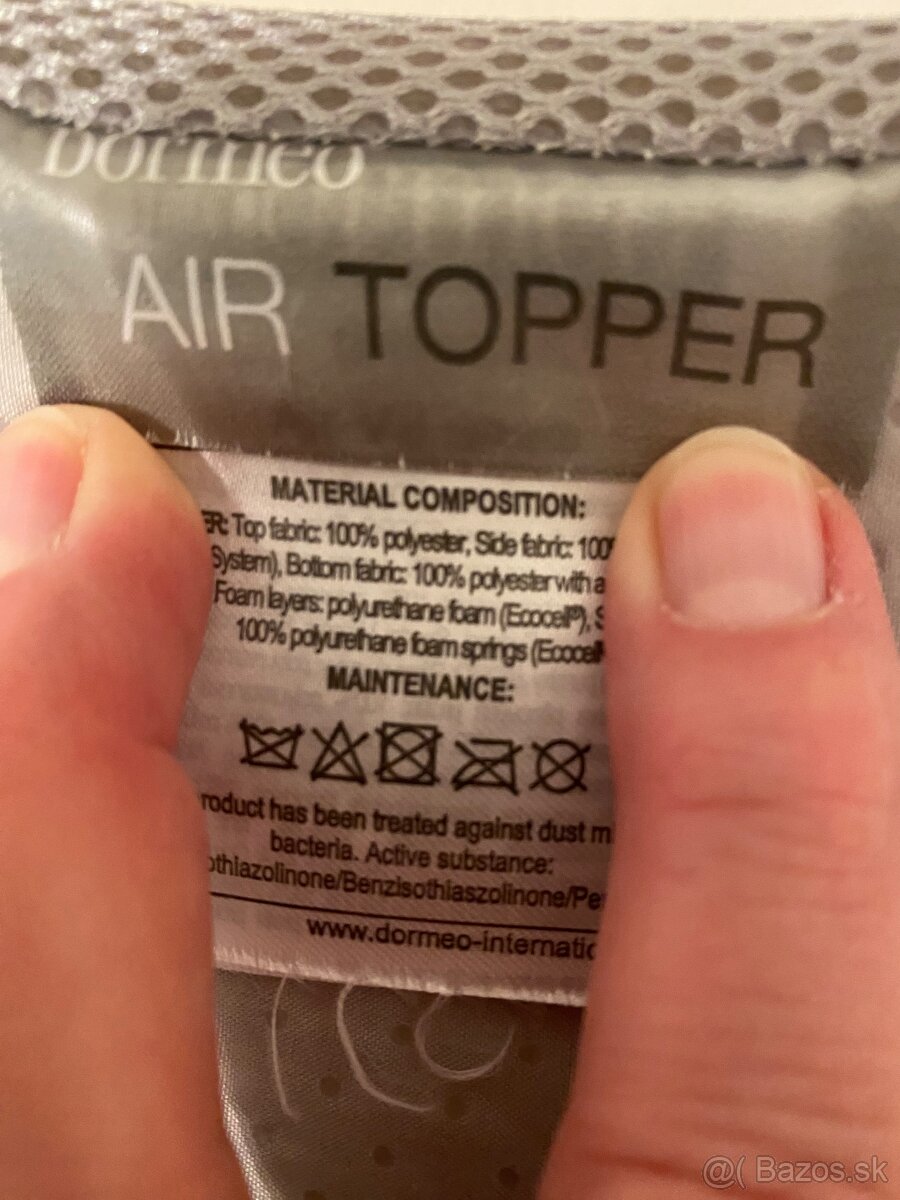 Dormeo
AIR TOPPER
MATERIAL COMPOSITION:
ER: Top fabric: 100% polyester, Side fabric: 100
System), Bottom fabric: 100% polyester with a
Foam layers: polyurethane foam (Ecocell®), S
100% polyurethane foam springs (Ecocell
MAINTENANCE:
roduct has been treated against dust m
bacteria. Active substance:
othiazolinone/Benzisothiaszolinone/Pe
www.dormeo-internatio
@( Bazos.sk